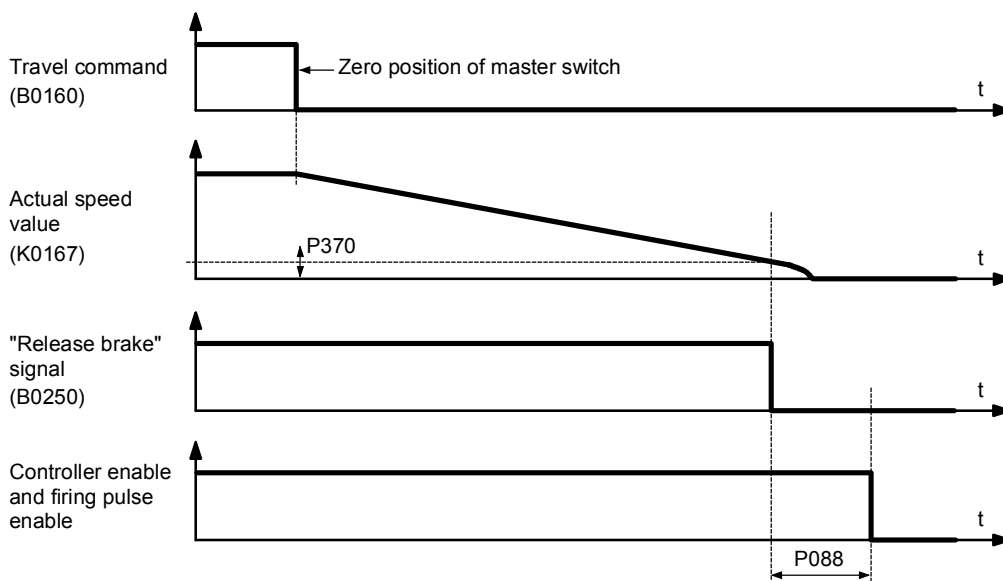 Travel command
(B0160)
Zero position of master switch
t
Actual speed
value
(K0167)
P370
t
"Release brake"
signal
(B0250)
t
Controller enable
and firing pulse
enable
t
P088